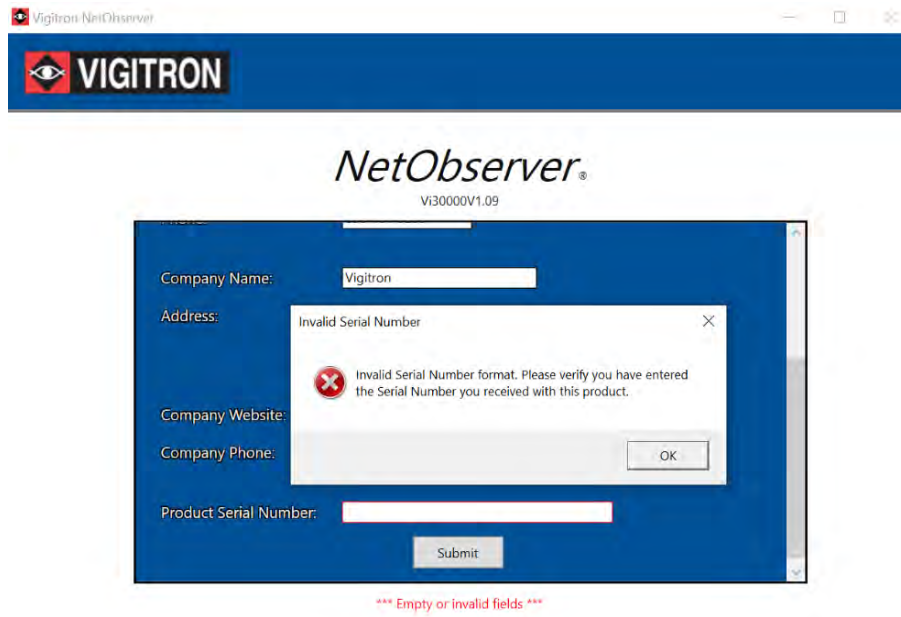 Vigitron NetObserver
VIGITRON
NetObserver®
Vi30000V1.09
Phone:
Company Name: Vigitron
Address:
Invalid Serial Number
Invalid Serial Number format. Please verify you have entered
the Serial Number you received with this product.
Company Website:
Company Phone:
OK
Product Serial Number:
Submit
*** Empty or invalid fields ***